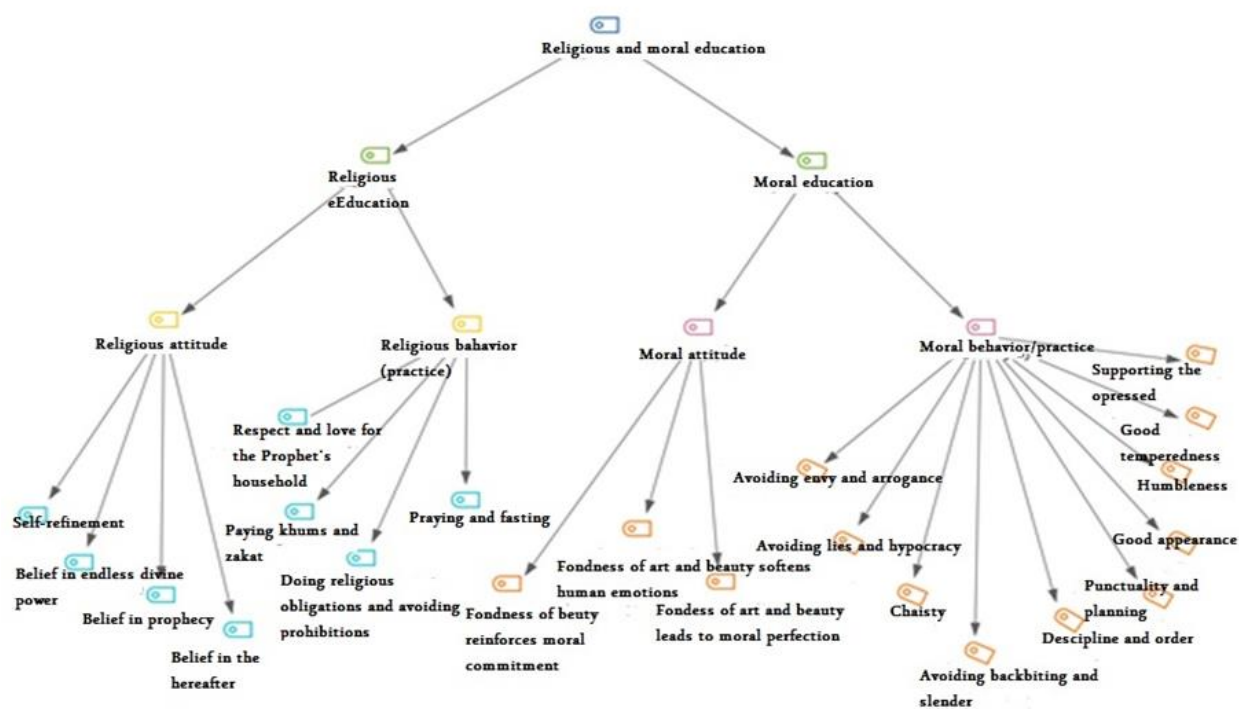 Religious and moral education
Religious
eEducation
Moral education
Religious attitude
Religious bahavior
(practice)
Moral attitude
Moral behavior/practice
Self-refinement
Belief in endless divine
power
Belief in prophecy
Belief in the
hereafter
Respect and love for
the Prophet's
household
Paying khums and
zakat
Doing religious
obligations and avoiding
prohibitions
Praying and fasting
Fondness of beuty
reinforces moral
commitment
Fondness of art and beauty softens
human emotions
Fondess of art and beauty
leads to moral perfection
Avoiding envy and arrogance
Avoiding lies and hypocracy
Chaisty
Avoiding backbiting and
slender
Discipline and order
Punctuality and
planning
Good appearance
Humbleness
Good
temperedness
Supporting the
opressed